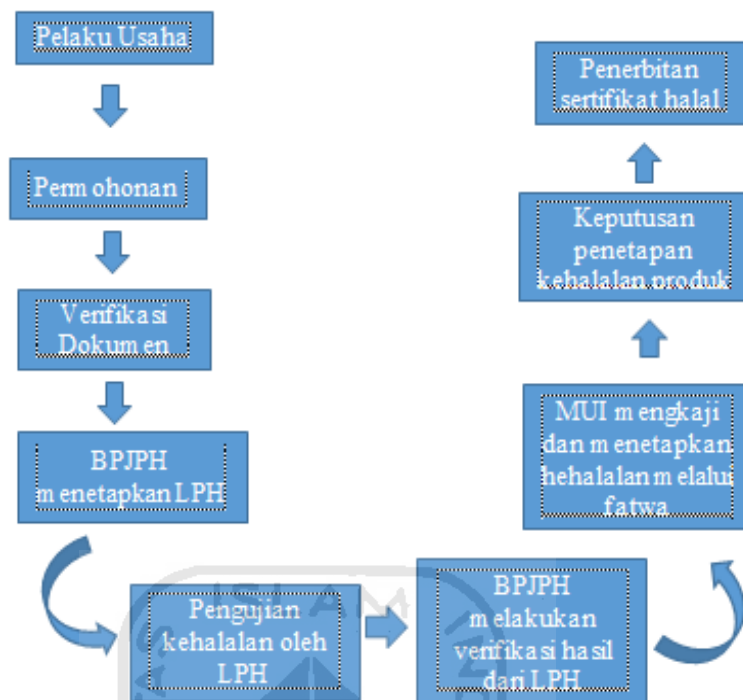 Pelaku Usaha
Permohonan
Verifikasi
Dokumen
BPJPH
menetapkan LPH
Pengujian
kehalalan oleh
LPH
BPJPH
melakukan
verifikasi hasil
dari LPH
MUI mengkaji
dan menetapkan
hehalalan melalui
fatwa
Keputusan
penetapan
kehalalan produk
Penerbitan
sertifikat halal
ISLAM